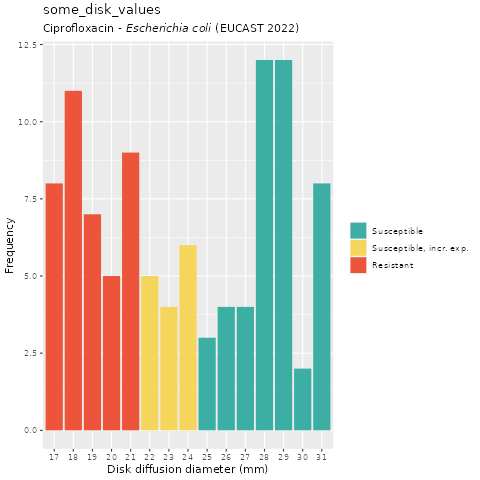 some_disk_values
Ciprofloxacin - Escherichia coli (EUCAST 2022)
12.5
10.0
7.5
5.0
2.5
0.0
Frequency
17 18 19 20 21 22 23 24 25 26 27 28 29 30 31
Disk diffusion diameter (mm)
Susceptible
Susceptible, incr. exp.
Resistant